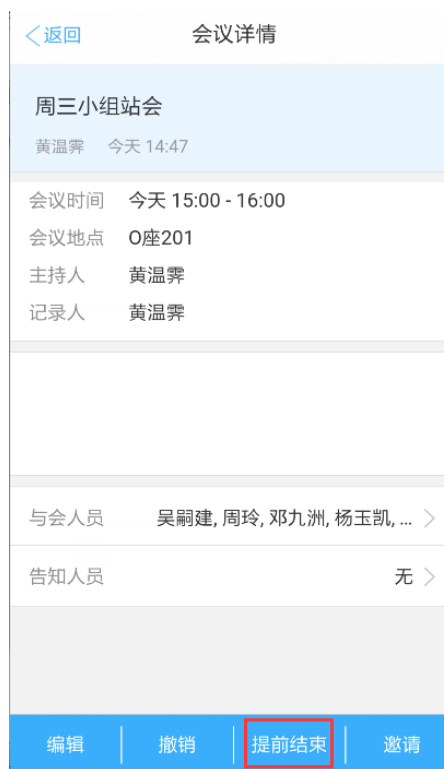 返回 会议详情
周三小组站会
黄温霁 今天 14:47
会议时间 今天 15:00 - 16:00
会议地点 O座201
主持人 黄温霁
记录人 黄温霁
与会人员 吴嗣建, 周玲, 邓九洲, 杨玉凯, ...
告知人员 无
编辑 撤销 提前结束 邀请